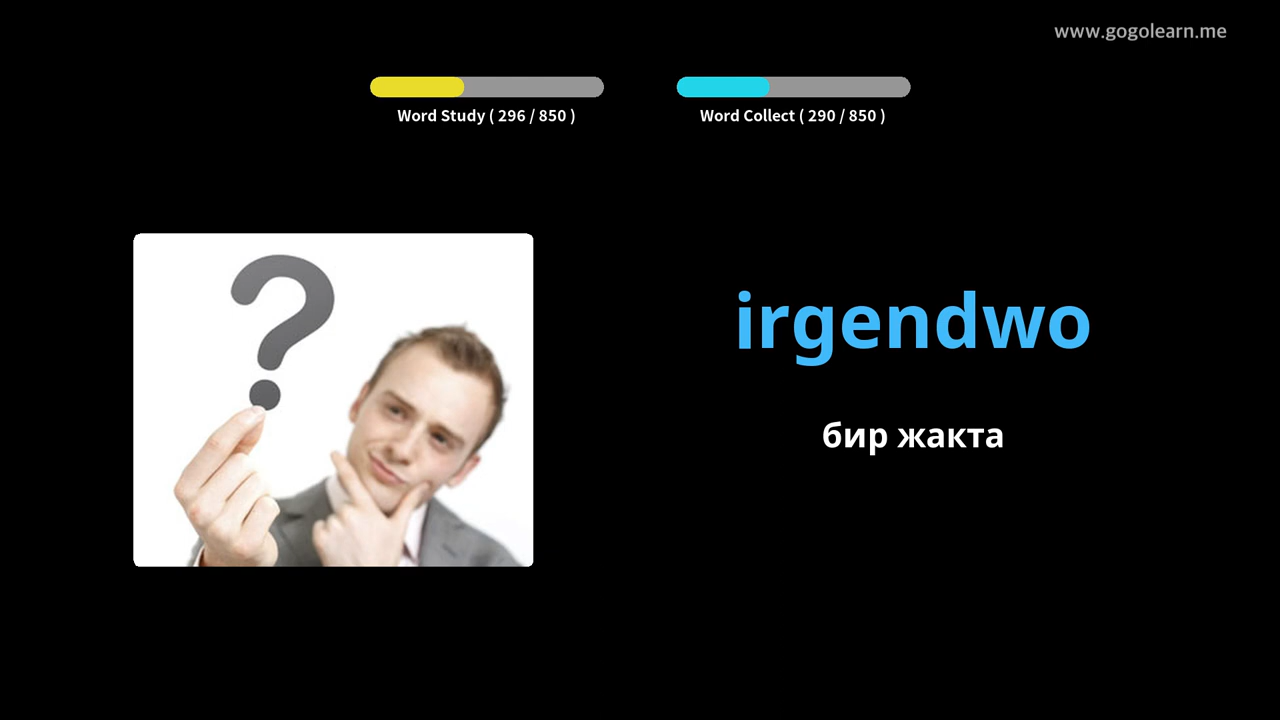 www.gogolearn.me
Word Study ( 296 / 850 )
Word Collect ( 290 / 850 )
irgendwo
бир жакта